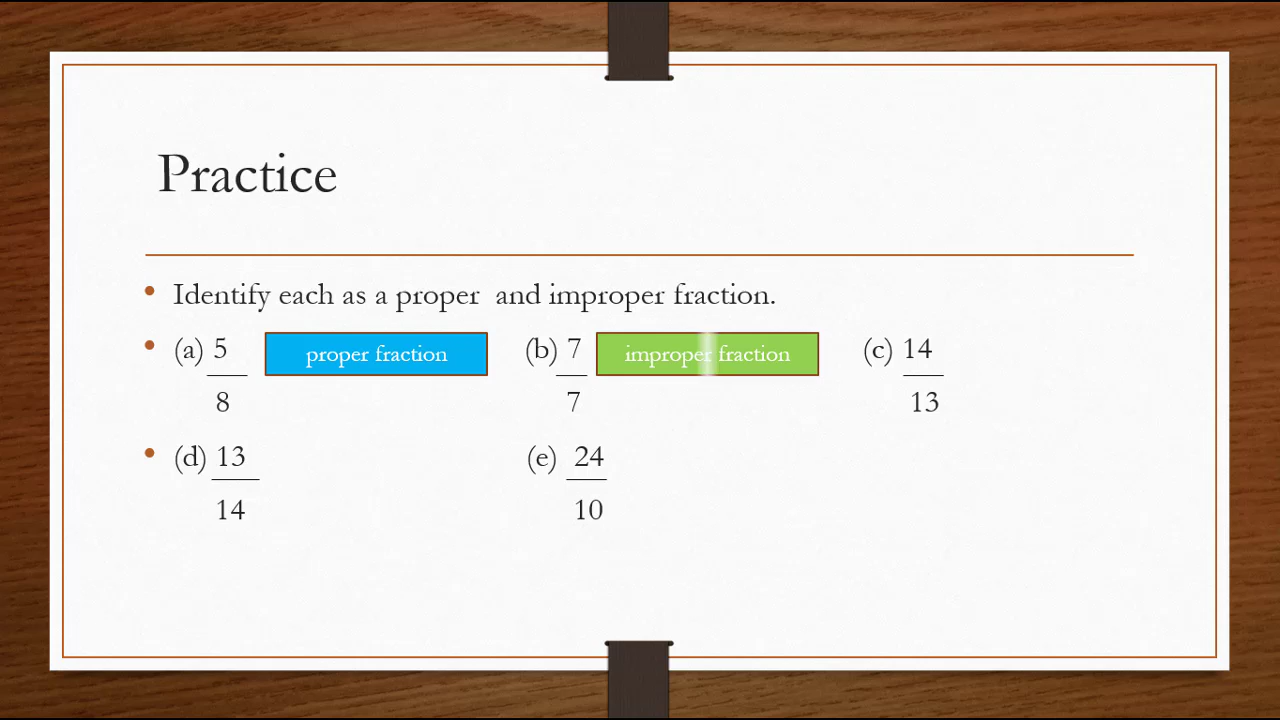 Practice
Identify each as a proper and improper fraction.
(a) 5 proper fraction (b) 7 improper fraction (c) 14
8 7 13
(d) 13 (e) 24
14 10